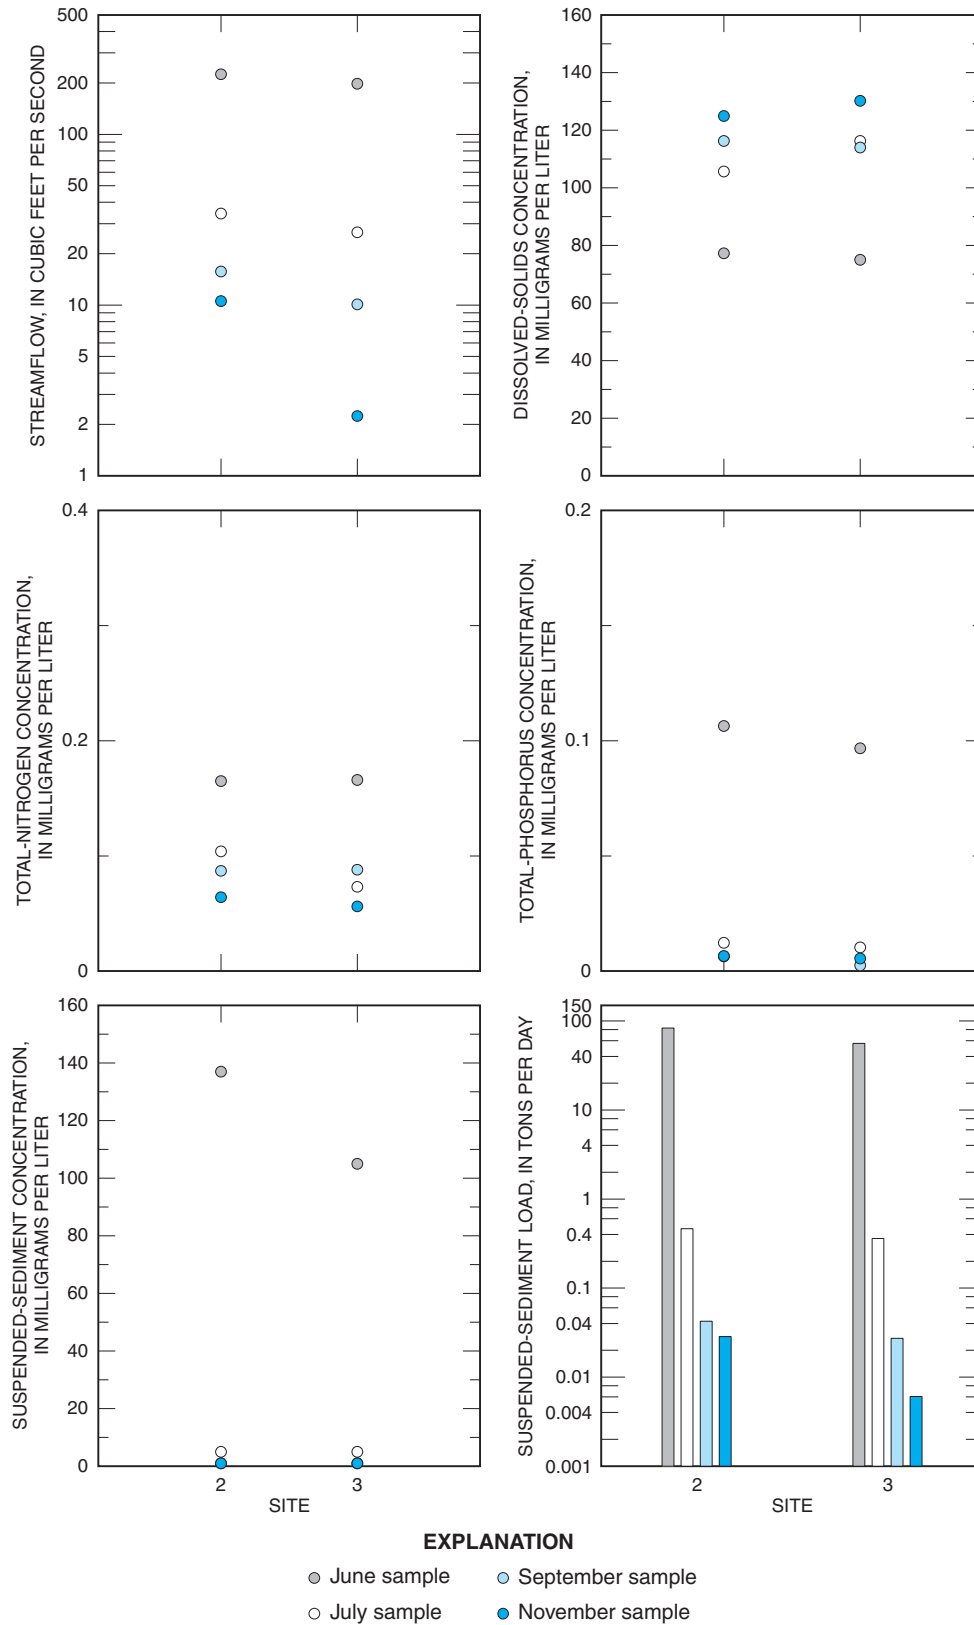 STREAMFLOW, IN CUBIC FEET PER SECOND
500
200
100
50
20
10
5
2
1
DISSOLVED-SOLIDS CONCENTRATION,
IN MILLIGRAMS PER LITER
160
140
120
100
80
60
40
20
0
TOTAL-NITROGEN CONCENTRATION,
IN MILLIGRAMS PER LITER
0.4
0.2
0
TOTAL-PHOSPHORUS CONCENTRATION,
IN MILLIGRAMS PER LITER
0.2
0.1
0
SUSPENDED-SEDIMENT CONCENTRATION,
IN MILLIGRAMS PER LITER
160
140
120
100
80
60
40
20
0
2 3
SITE
SUSPENDED-SEDIMENT LOAD, IN TONS PER DAY
150
100
40
10
4
1
0.4
0.1
0.04
0.01
0.004
0.001
2 3
SITE
EXPLANATION
June sample
September sample
July sample
November sample